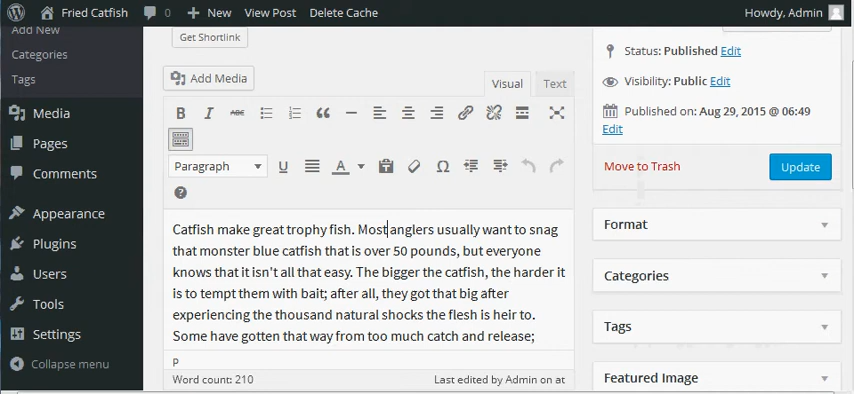 Fried Catfish 0 New View Post Delete Cache Howdy, Admin
Add New
Categories
Tags
Media
Pages
Comments
Appearance
Plugins
Users
Tools
Settings
Collapse menu
Get Shortlink
Add Media
Visual Text
B I ABC
Paragraph U A Ω
Catfish make great trophy fish. Most anglers usually want to snag
that monster blue catfish that is over 50 pounds, but everyone
knows that it isn't all that easy. The bigger the catfish, the harder it
is to tempt them with bait; after all, they got that big after
experiencing the thousand natural shocks the flesh is heir to.
Some have gotten that way from too much catch and release;
P
Word count: 210 Last edited by Admin on at
Status: Published Edit
Visibility: Public Edit
Published on: Aug 29, 2015 @ 06:49
Edit
Move to Trash Update
Format
Categories
Tags
Featured Image